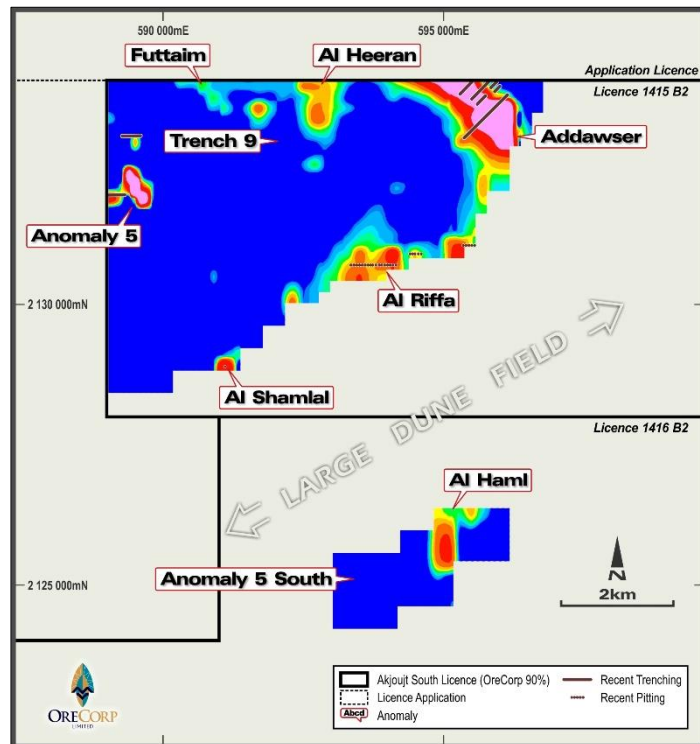 590 000mE
595 000mE
Futtaim
Al Heeran
Application Licence
Licence 1415 B2
Trench 9
Addawser
Anomaly 5
2 130 000mN
Al Riffa
Al Shamlal
LARGE DUNE FIELD
Licence 1416 B2
Al Haml
Anomaly 5 South
2 125 000mN
N
2km
Akjoujt South Licence (OreCorp 90%)
Recent Trenching
Licence Application
Recent Pitting
Abcd
Anomaly
ORECORP
LIMITED